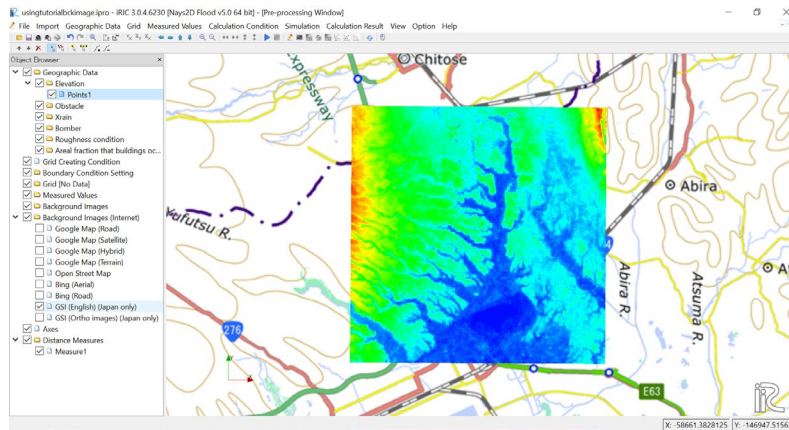 usingtutorialbckimage.ipro - iRIC 3.0.4.6230 [Nays2D Flood v5.0 64 bit] - [Pre-processing Window]
File Import Geographic Data Grid Measured Values Calculation Condition Simulation Calculation Result View Option Help
Object Browser
Geographic Data
Elevation
Points1
Obstacle
Xrain
Bomber
Roughness condition
Areal fraction that buildings oc...
Grid Creating Condition
Boundary Condition Setting
Grid [No Data]
Measured Values
Background Images
Background Images (Internet)
Google Map (Road)
Google Map (Satellite)
Google Map (Hybrid)
Google Map (Terrain)
Open Street Map
Bing (Aerial)
Bing (Road)
GSI (English) (Japan only)
GSI (Ortho images) (Japan only)
Axes
Distance Measures
Measure1
Chitose
xpressway
Abira
Yufutsu R.
4
A
Abira R.
Atsuma R.
276
E63
iRiC
X: -58661.3828125 Y: -146947.5156